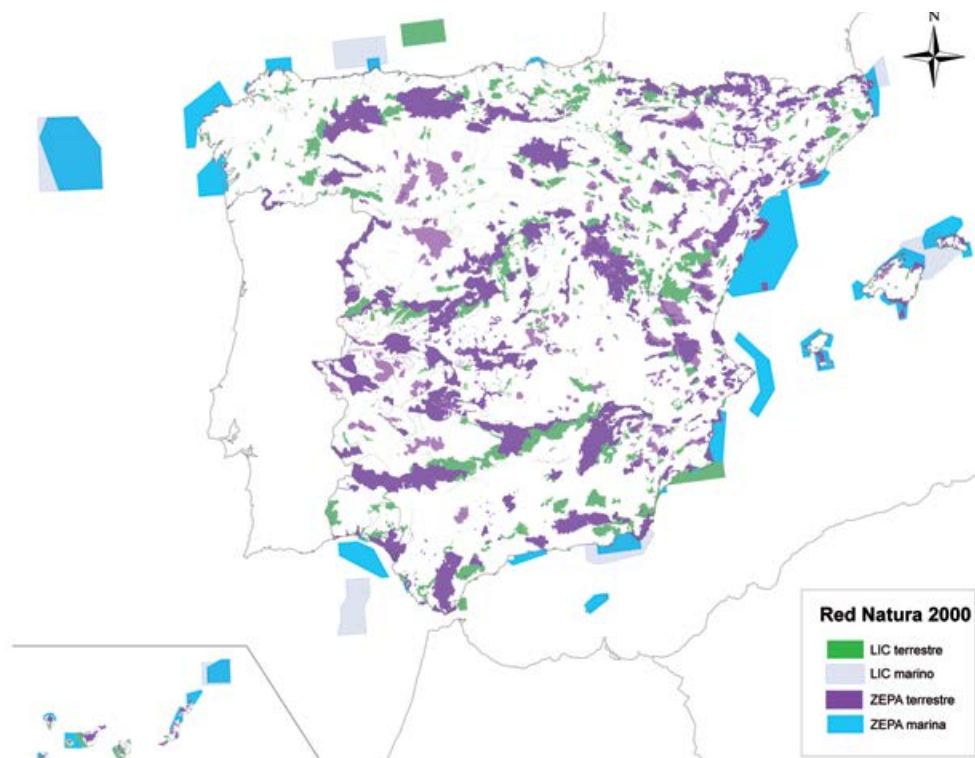 N
Red Natura 2000
LIC terrestre
LIC marino
ZEPA terrestre
ZEPA marina